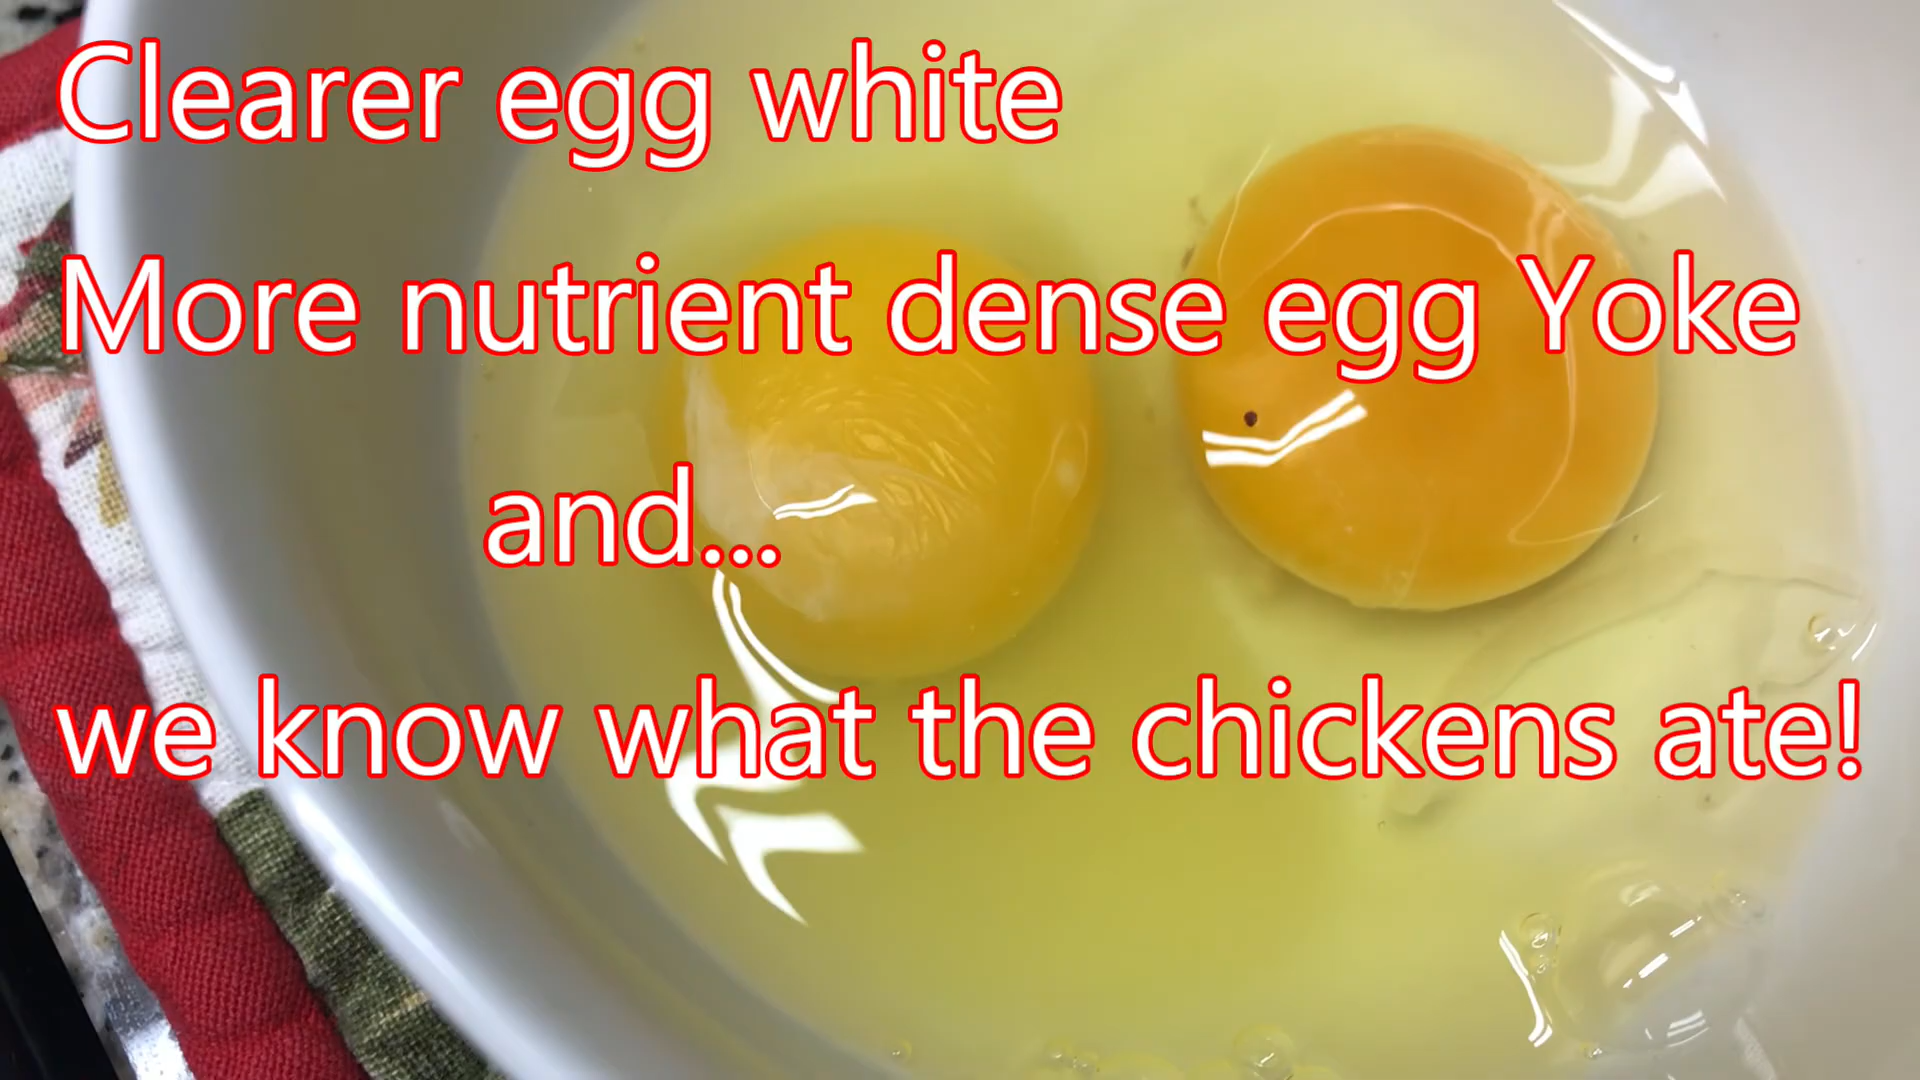 Clearer egg white
More nutrient dense egg Yoke
and...
we know what the chickens ate!